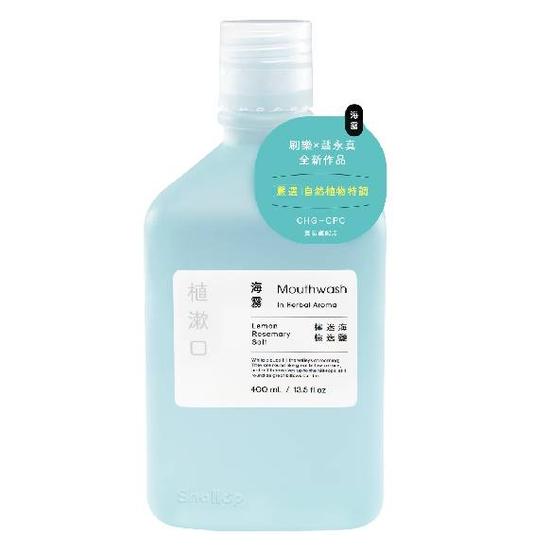 海霧
刷樂×聶永真
全新作品
嚴選 自然植物特調
CHG-CPC
植漱口
海霧
Mouthwash
In Herbal Aroma
Lemon
Rosemary
Salt
海鹽
迷迭
檸檬
400 mL / 13.5 fl oz